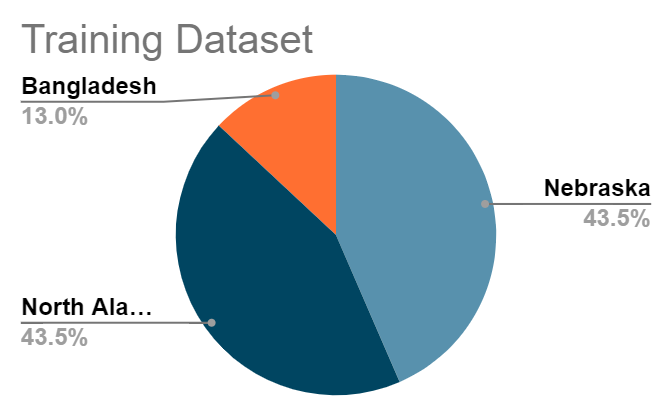 Training Dataset
Bangladesh
13.0%
Nebraska
43.5%
North Ala...
43.5%